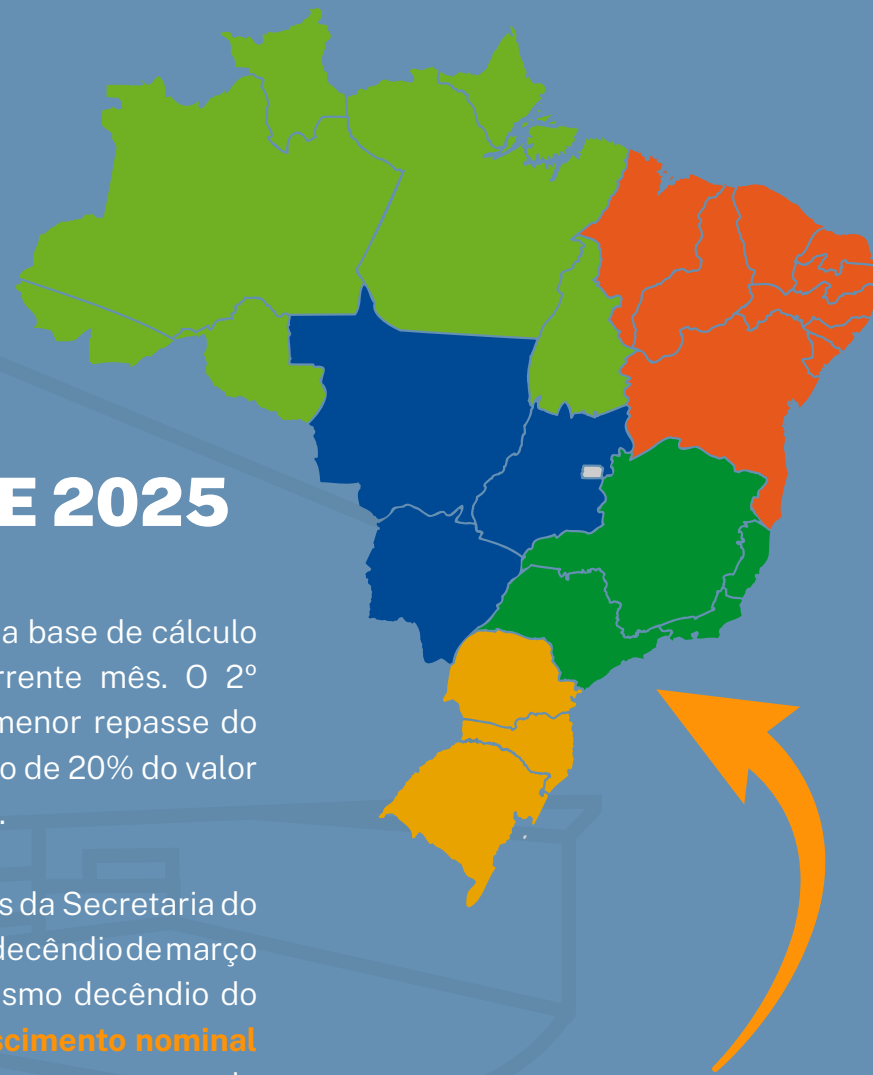 E 2025
a base de cálculo
rrente mês. O 2º
menor repasse do
o de 20% do valor
.
s da Secretaria do
decêndio de março
smo decêndio do
scimento nominal